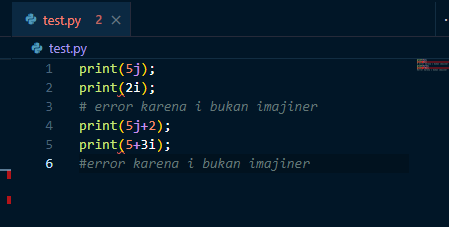 test.py 2 ×
test.py
1 print(5j);
2 print(2i);
3 # error karena i bukan imajiner
4 print(5j+2);
5 print(5+3i);
6 #error karena i bukan imajiner